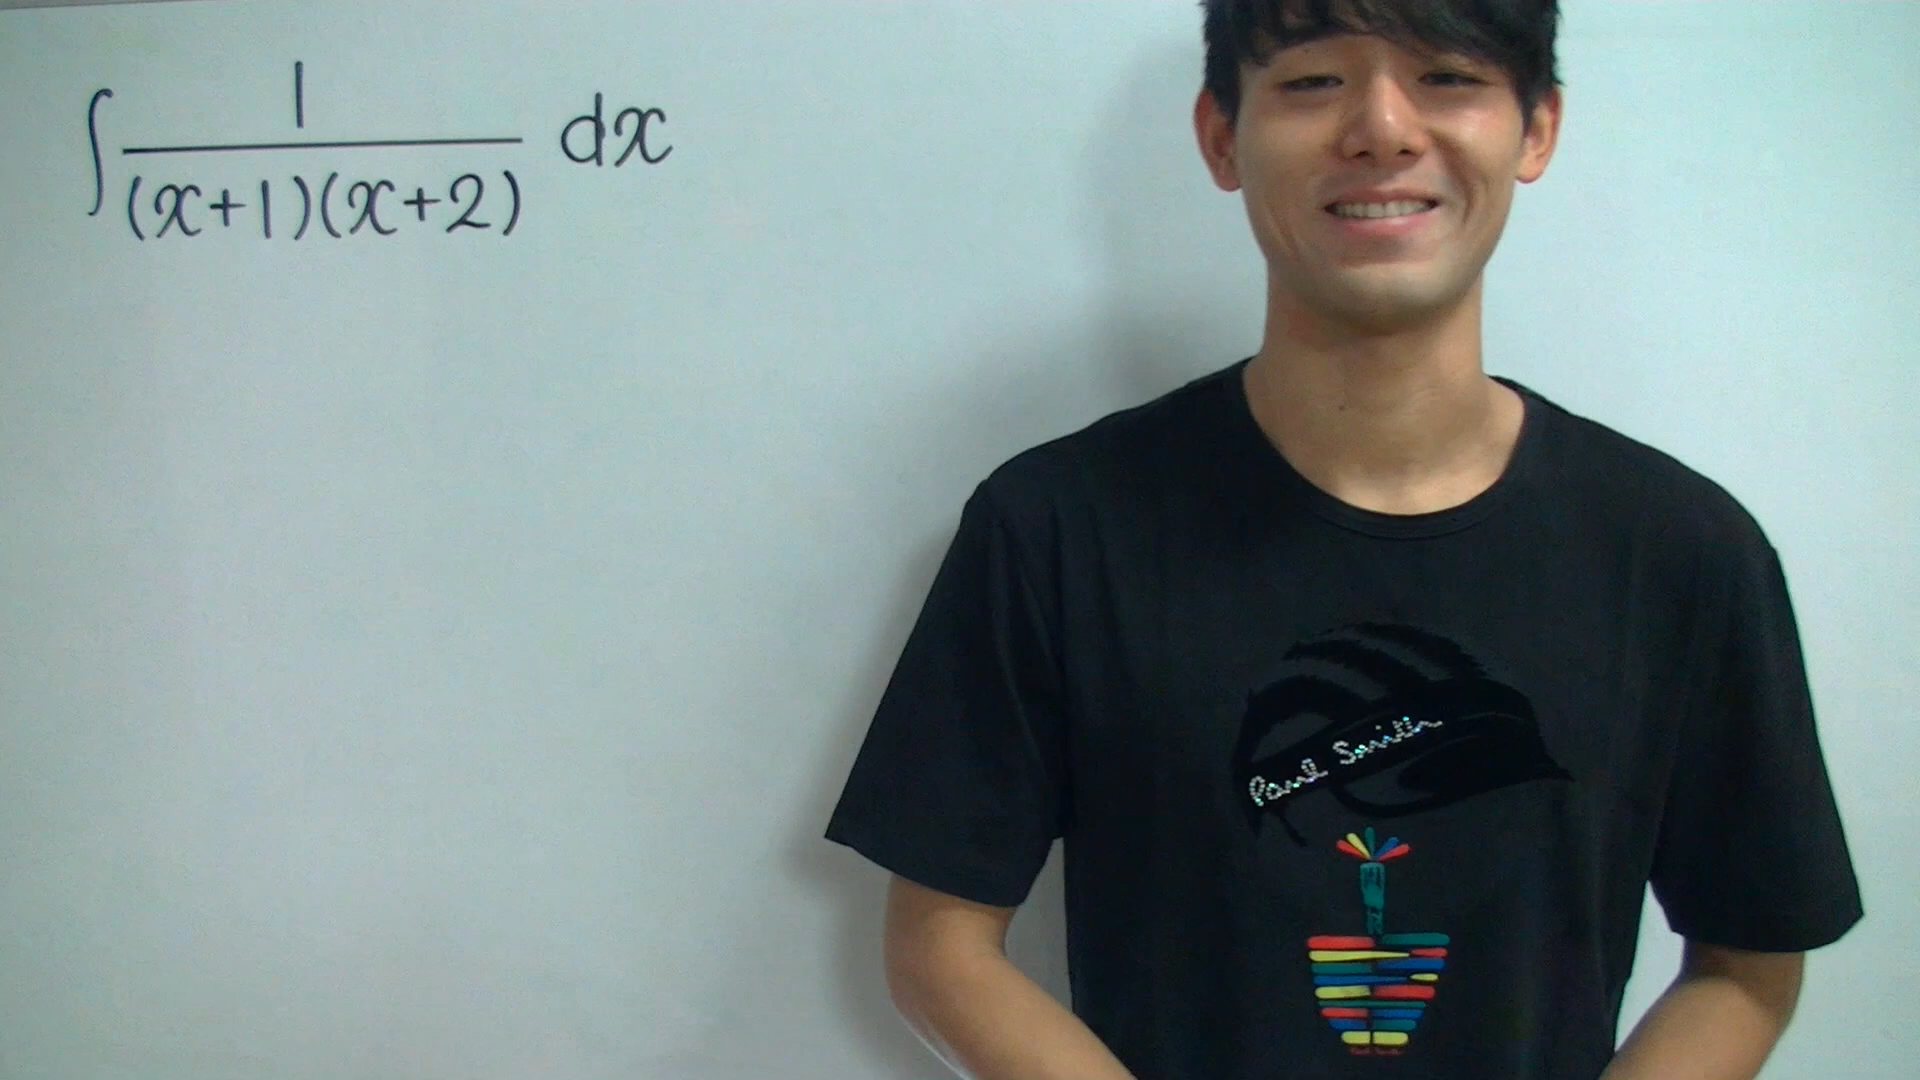 ∫ 1/((x+1)(x+2)) dx
Paul Smith